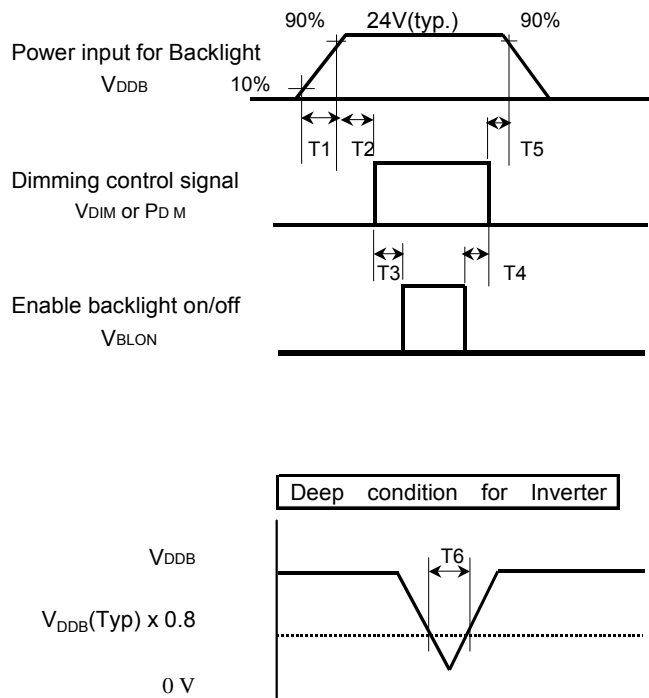 90%
24V(typ.)
90%
Power input for Backlight
VDDB
10%
T1
T2
T5
Dimming control signal
VDIM or PD M
T3
T4
Enable backlight on/off
VBLON
Deep condition for Inverter
VDDB
T6
VDDB(Typ) x 0.8
0 V